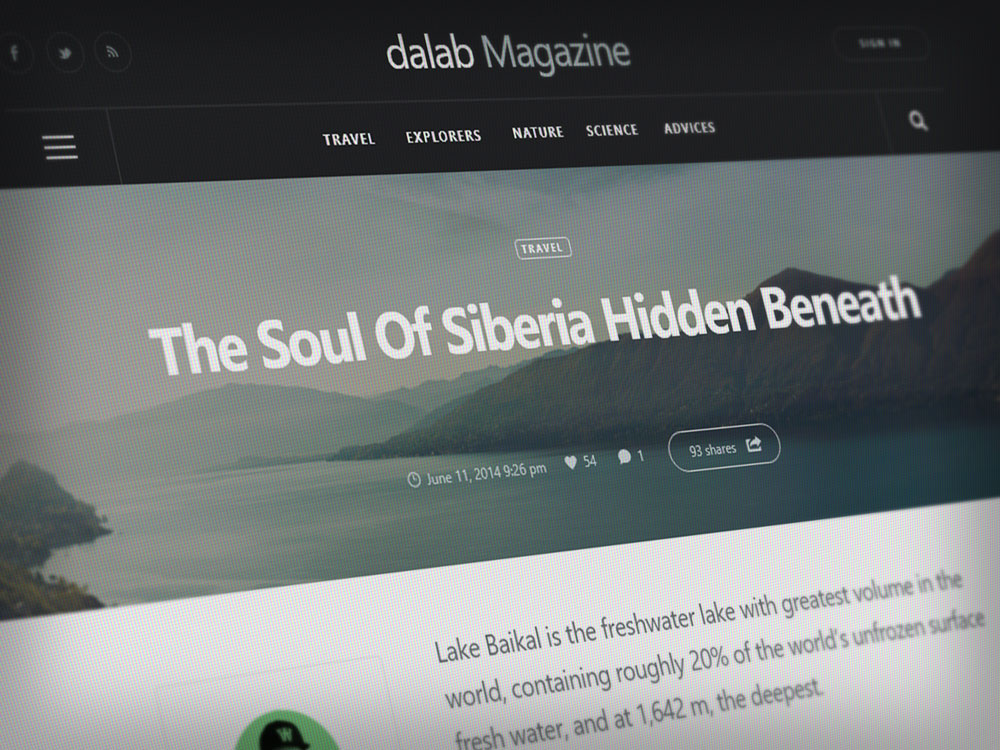 dalab Magazine
SIGN IN
TRAVEL EXPLORERS NATURE SCIENCE ADVICES
TRAVEL
The Soul Of Siberia Hidden Beneath
June 11, 2014 9:26 pm 54 1 93 shares
Lake Baikal is the freshwater lake with greatest volume in the
world, containing roughly 20% of the world's unfrozen surface
fresh water, and at 1,642 m, the deepest.
W